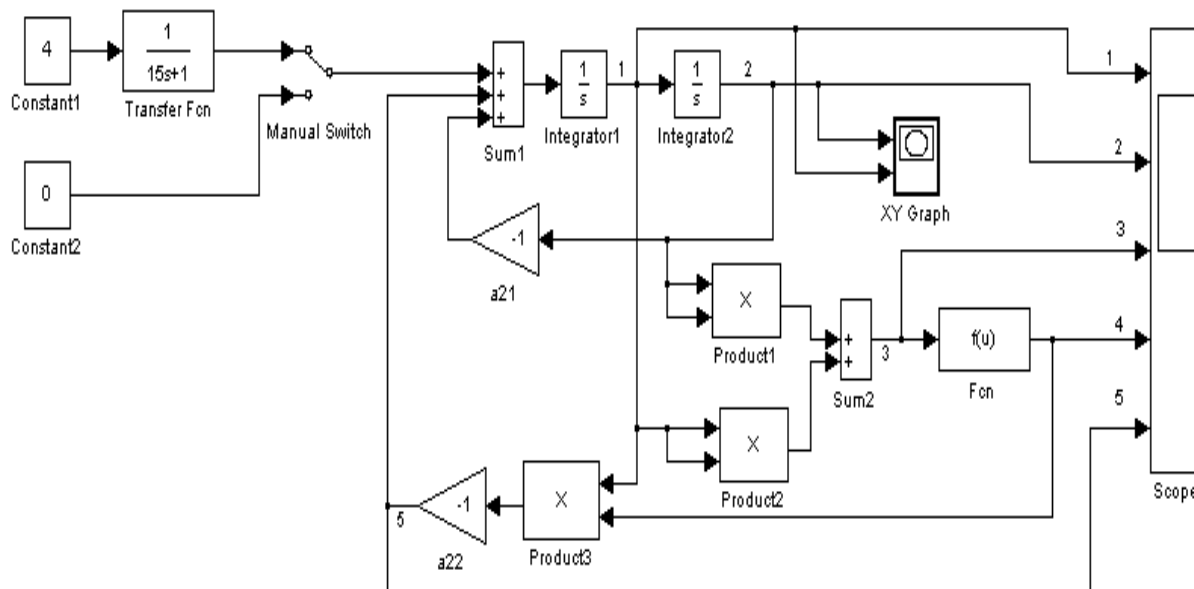 4
Constant1
1
15s+1
Transfer Fcn
Manual Switch
0
Constant2
+
+
+
Sum1
1
s
Integrator1
1
1
s
Integrator2
2
XY Graph
-1
a21
X
Product1
X
Product2
+
+
Sum2
3
f(u)
Fcn
X
Product3
-1
a22
5
1
2
3
4
5
Scope